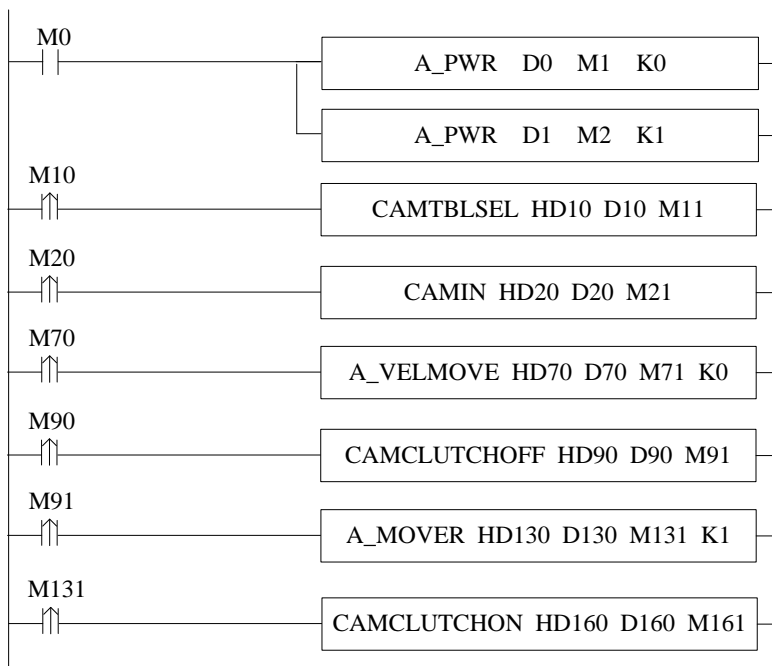 M0
A_PWR D0 M1 K0
A_PWR D1 M2 K1
M10
CAMTBLSEL HD10 D10 M11
M20
CAMIN HD20 D20 M21
M70
A_VELMOVE HD70 D70 M71 K0
M90
CAMCLUTCHOFF HD90 D90 M91
M91
A_MOVER HD130 D130 M131 K1
M131
CAMCLUTCHON HD160 D160 M161